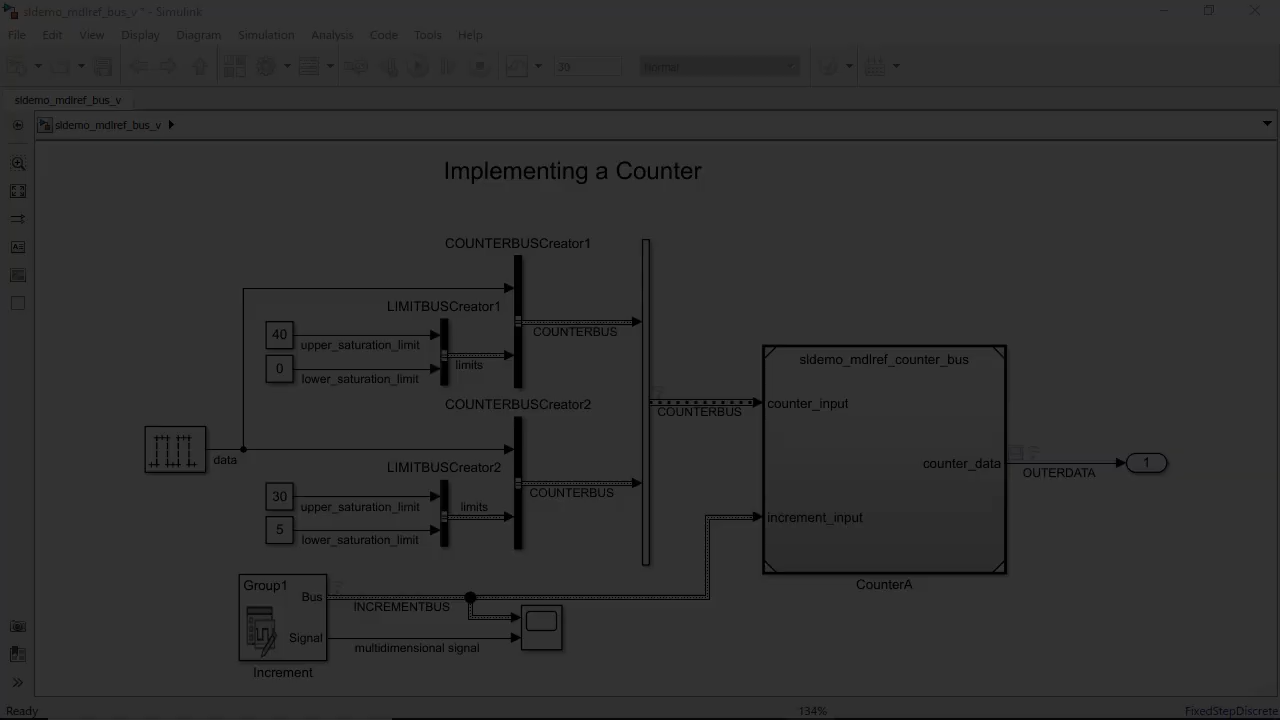 sldemo_mdlref_bus_v * - Simulink
File Edit View Display Diagram Simulation Analysis Code Tools Help
30 Normal
sldemo_mdlref_bus_v
sldemo_mdlref_bus_v
Implementing a Counter
COUNTERBUSCreator1
LIMITBUSCreator1
40
upper_saturation_limit
COUNTERBUS
0
lower_saturation_limit
limits
COUNTERBUSCreator2
COUNTERBUS
sldemo_mdlref_counter_bus
counter_input
data
LIMITBUSCreator2
30
upper_saturation_limit
limits
COUNTERBUS
5
lower_saturation_limit
counter_data
OUTERDATA
1
increment_input
CounterA
Group1
Bus
INCREMENTBUS
Signal
multidimensional signal
Increment
Ready 134% FixedStepDiscrete